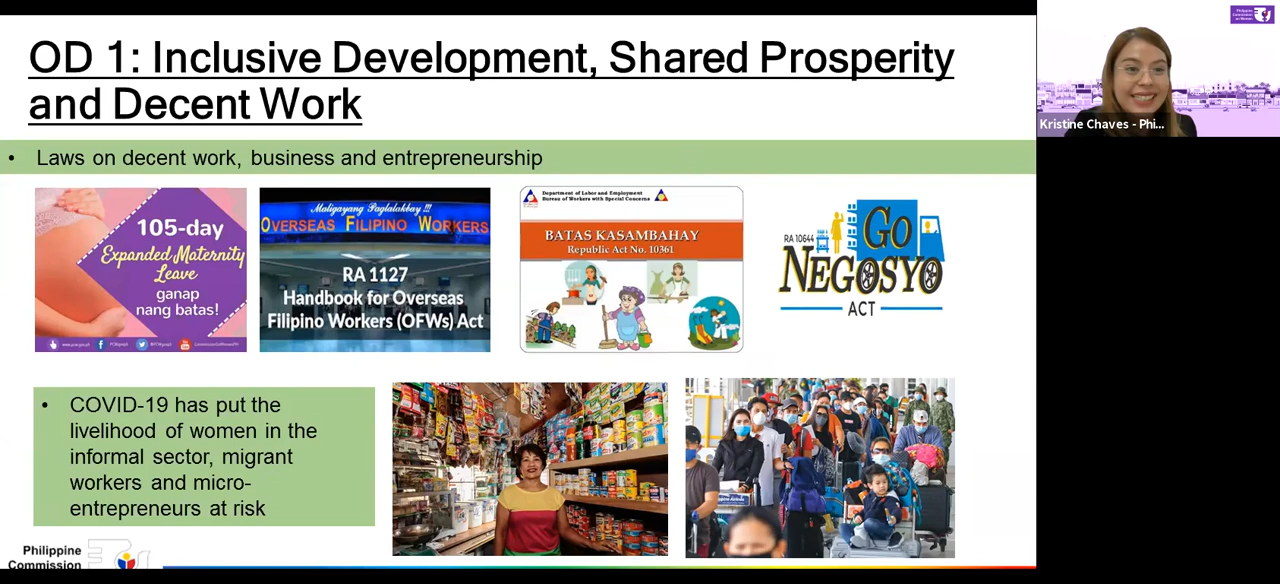 OD 1: Inclusive Development, Shared Prosperity
and Decent Work
• Laws on decent work, business and entrepreneurship
105-day
Expanded Maternity
Leave
ganap
nang batas!
www.pcw.gov.ph
Maligayang Paglalakbay !!!
OVERSEAS FILIPINO WORKERS
RA 1127
Handbook for Overseas
Filipino Workers (OFWs) Act
Department of Labor and Employment
Bureau of Workers with Special Concerns
BATAS KASAMBAHAY
Republic Act No. 10361
RA 10644
GO
NEGOSYO
ACT
• COVID-19 has put the
livelihood of women in the
informal sector, migrant
workers and micro-
entrepreneurs at risk
Philippine
Commission
Philippine
Commission
on Women
Kristine Chaves - Phi...